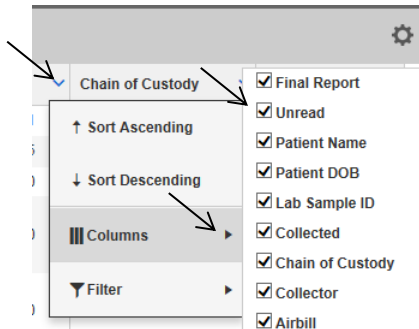 Chain of Custody
↑ Sort Ascending
↓ Sort Descending
Columns
Filter
Final Report
Unread
Patient Name
Patient DOB
Lab Sample ID
Collected
Chain of Custody
Collector
Airbill